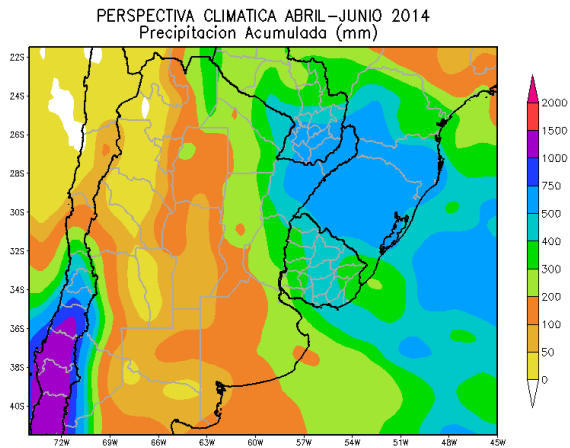 PERSPECTIVA CLIMATICA ABRIL-JUNIO 2014
Precipitacion Acumulada (mm)
22S
24S
26S
28S
30S
32S
34S
36S
38S
40S
72W 69W 66W 63W 60W 57W 54W 51W 48W 45W
2000
1500
1000
750
500
400
300
200
100
50
0